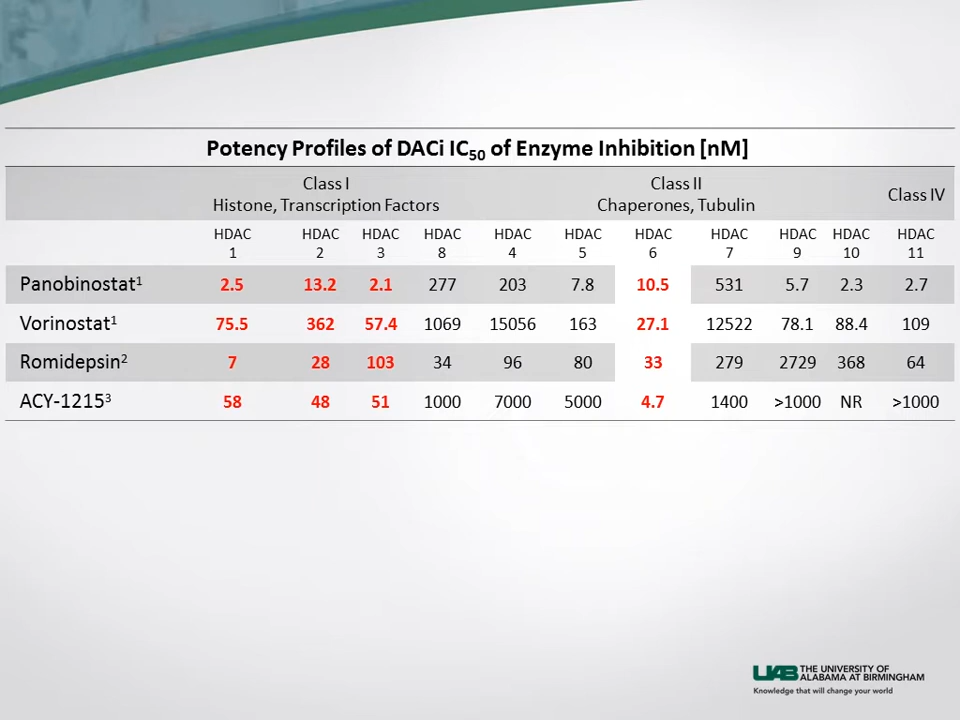 Potency Profiles of DACi IC50 of Enzyme Inhibition [nM]
Class I Class II Class IV
Histone, Transcription Factors Chaperones, Tubulin
HDAC HDAC HDAC HDAC HDAC HDAC HDAC HDAC HDAC HDAC HDAC
1 2 3 8 4 5 6 7 9 10 11
Panobinostat1 2.5 13.2 2.1 277 203 7.8 10.5 531 5.7 2.3 2.7
Vorinostat1 75.5 362 57.4 1069 15056 163 27.1 12522 78.1 88.4 109
Romidepsin2 7 28 103 34 96 80 33 279 2729 368 64
ACY-12153 58 48 51 1000 7000 5000 4.7 1400 >1000 NR >1000
UAB THE UNIVERSITY OF
ALABAMA AT BIRMINGHAM
Knowledge that will change your world